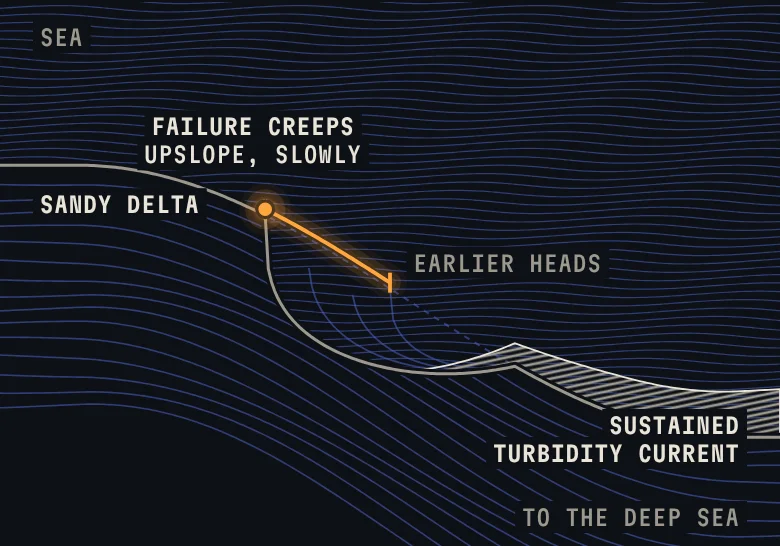 SEA
FAILURE CREEPS
UPSLOPE, SLOWLY
SANDY DELTA
EARLIER HEADS
SUSTAINED
TURBIDITY CURRENT
TO THE DEEP SEA